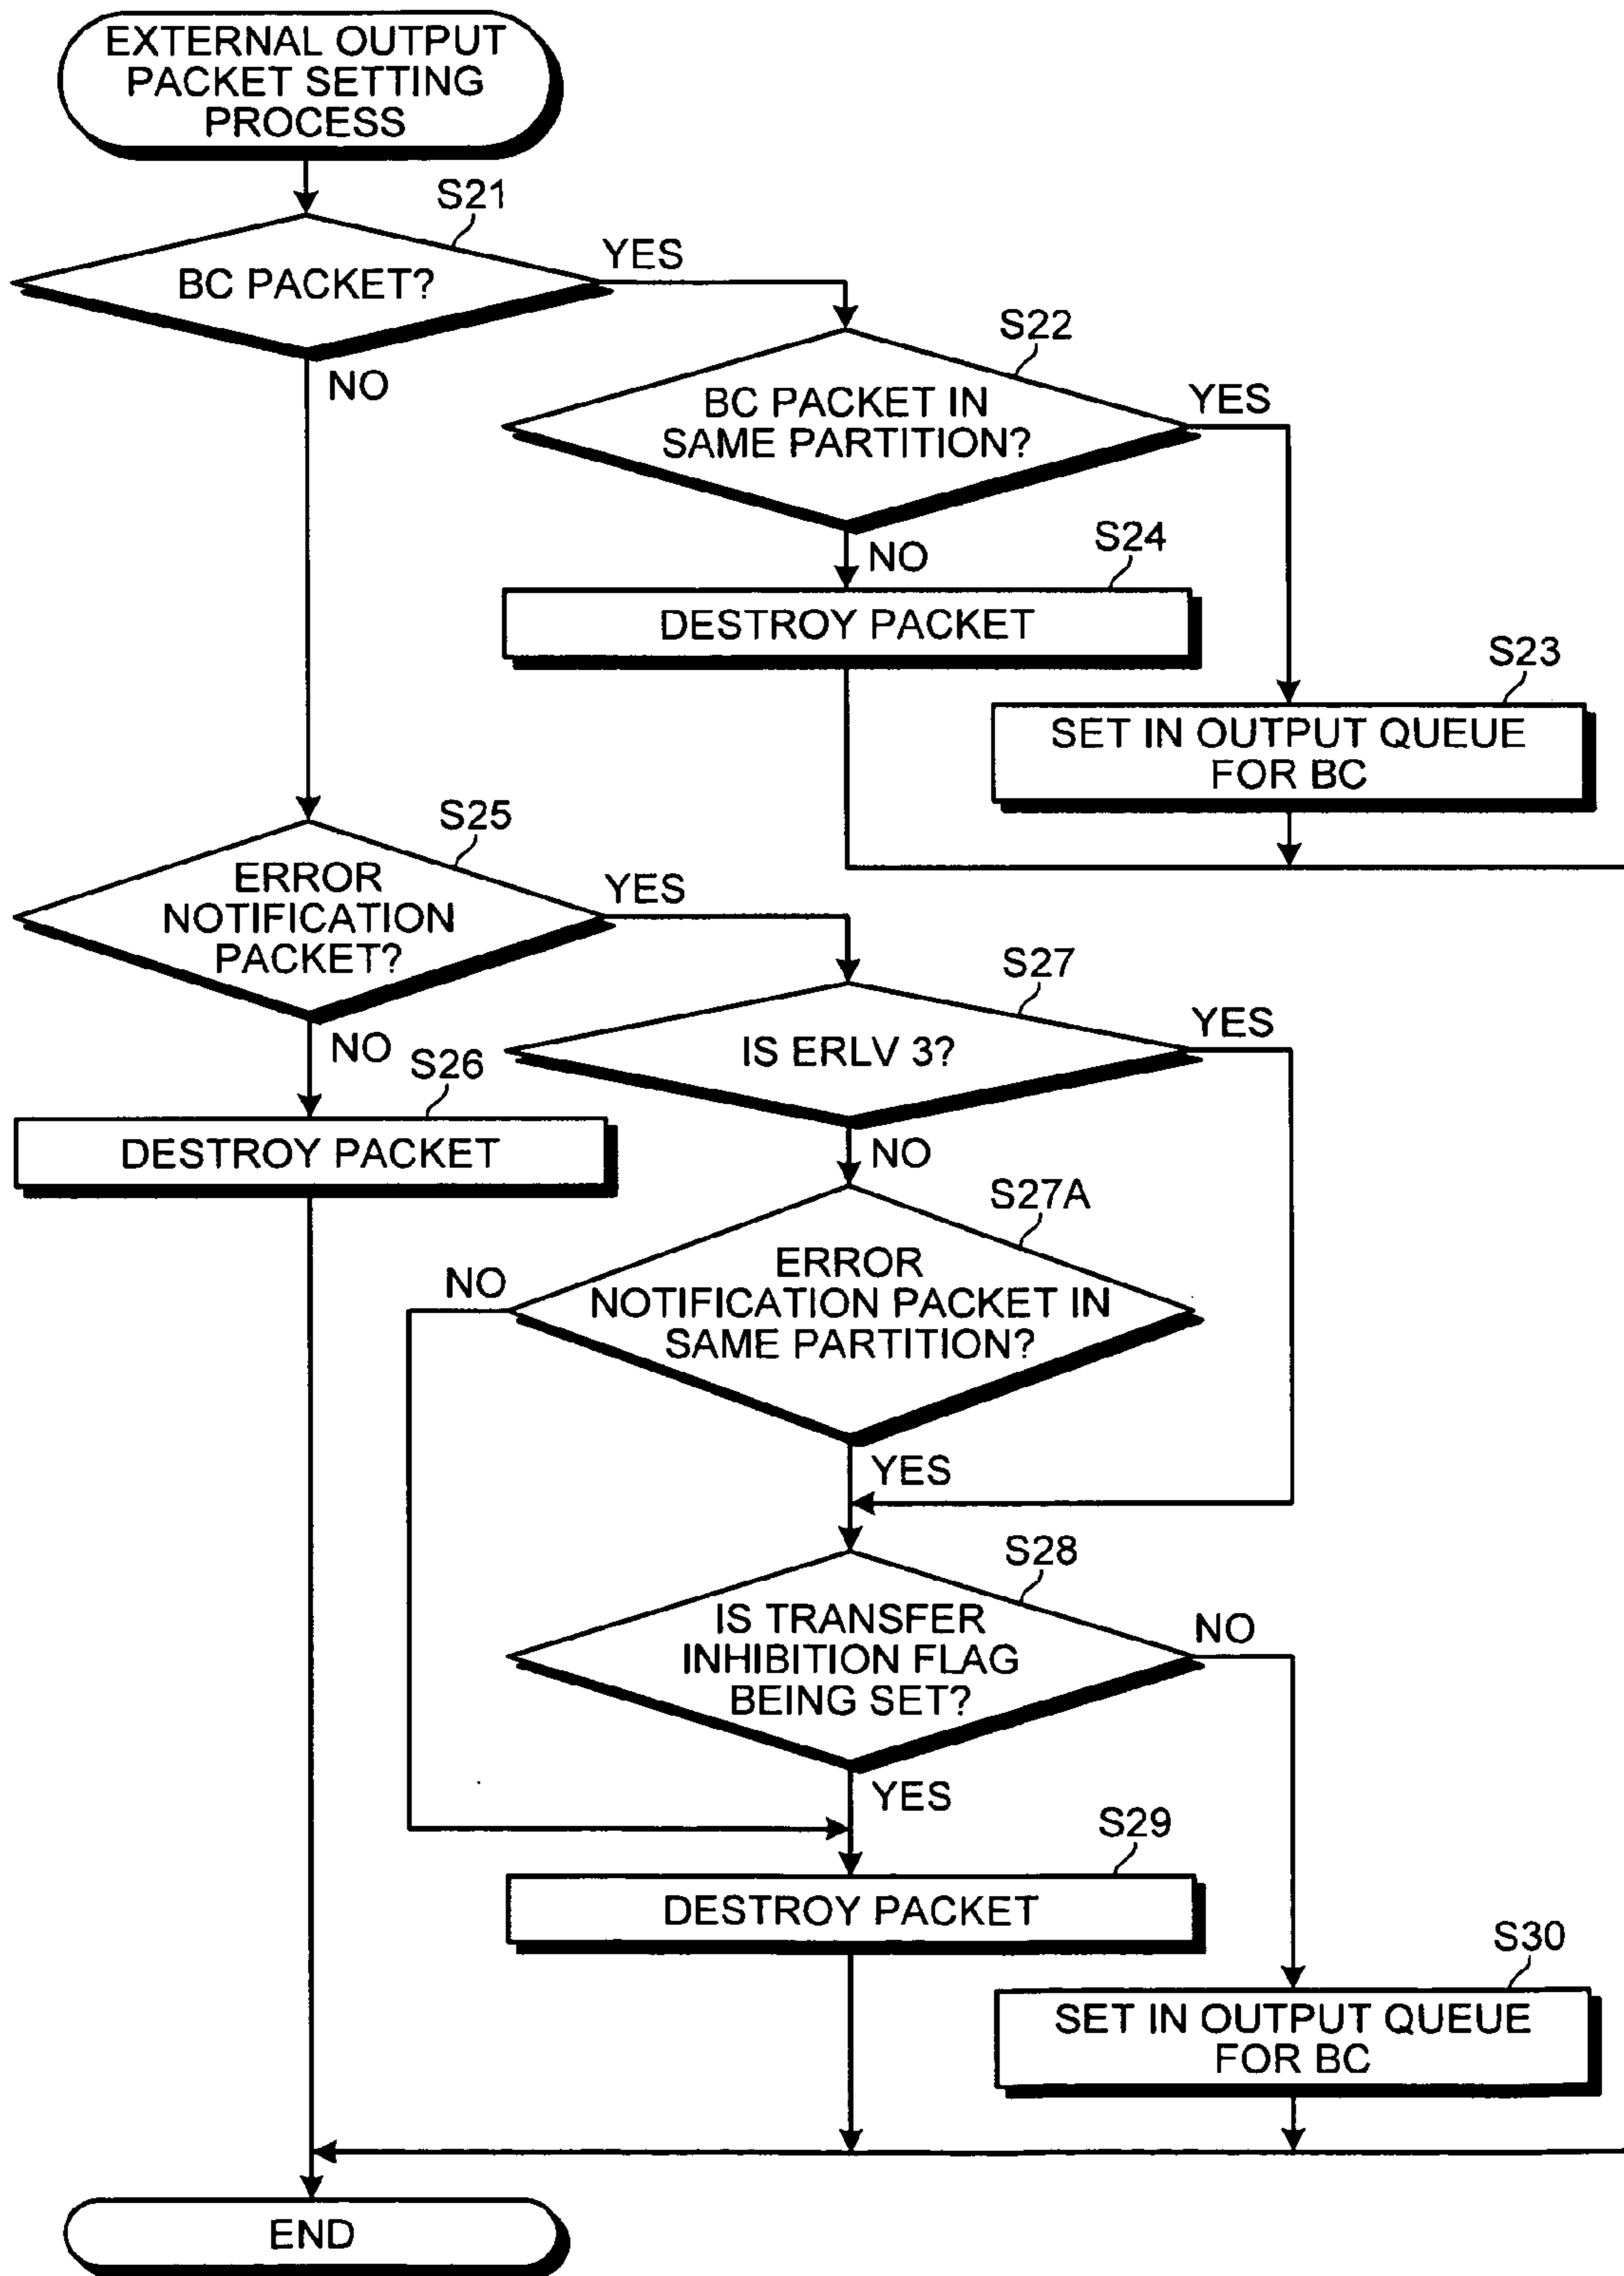 EXTERNAL OUTPUT
PACKET SETTING
PROCESS
S21
BC PACKET?
YES
NO
S22
BC PACKET IN
SAME PARTITION?
YES
NO
S24
DESTROY PACKET
S23
SET IN OUTPUT QUEUE
FOR BC
S25
ERROR
NOTIFICATION
PACKET?
YES
NO
S26
DESTROY PACKET
S27
IS ERLV 3?
YES
NO
S27A
ERROR
NOTIFICATION PACKET IN
SAME PARTITION?
NO
YES
S28
IS TRANSFER
INHIBITION FLAG
BEING SET?
NO
YES
S29
DESTROY PACKET
S30
SET IN OUTPUT QUEUE
FOR BC
END